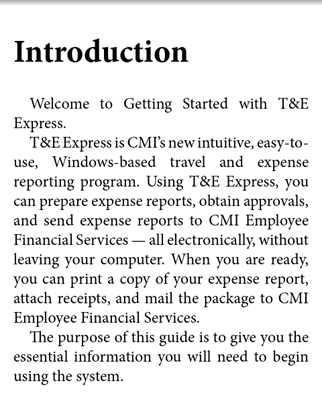 Introduction
Welcome to Getting Started with T&E
Express.
T&E Express is CMI's new intuitive, easy-to-
use, Windows-based travel and expense
reporting program. Using T&E Express, you
can prepare expense reports, obtain approvals,
and send expense reports to CMI Employee
Financial Services — all electronically, without
leaving your computer. When you are ready,
you can print a copy of your expense report,
attach receipts, and mail the package to CMI
Employee Financial Services.
The purpose of this guide is to give you the
essential information you will need to begin
using the system.